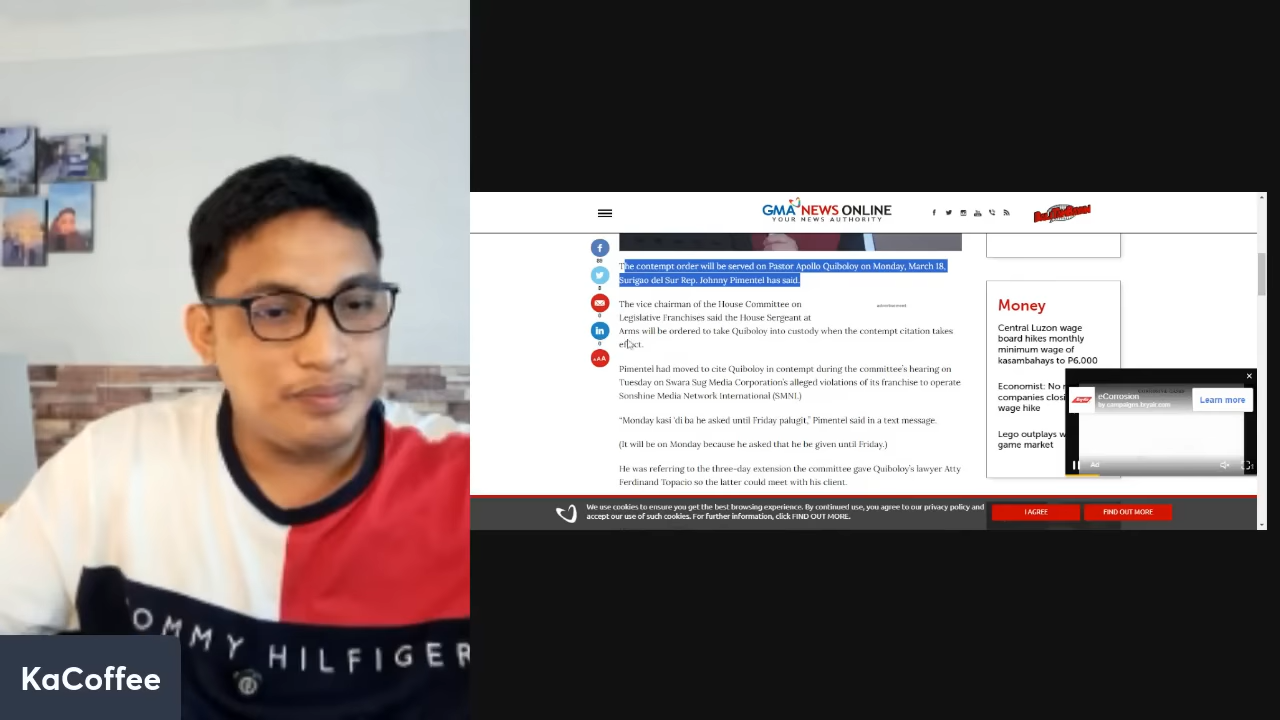 OMMY HILFIGER
KaCoffee
GMA NEWS ONLINE
YOUR NEWS AUTHORITY
The contempt order will be served on Pastor Apollo Quiboloy on Monday, March 18,
Surigao del Sur Rep. Johnny Pimentel has said.
The vice chairman of the House Committee on
Legislative Franchises said the House Sergeant at
Arms will be ordered to take Quiboloy into custody when the contempt citation takes
effect.
advertisement
Pimentel had moved to cite Quiboloy in contempt during the committee's hearing on
Tuesday on Swara Sug Media Corporation's alleged violations of its franchise to operate
Sonshine Media Network International (SMNI.)
“Monday kasi 'di ba he asked until Friday palugit,” Pimentel said in a text message.
(It will be on Monday because he asked that he be given until Friday.)
He was referring to the three-day extension the committee gave Quiboloy's lawyer Atty
Ferdinand Topacio so the latter could meet with his client.
Money
Central Luzon wage
board hikes monthly
minimum wage of
kasambahays to P6,000
Economist: No
companies closi
wage hike
Lego outplays w
game market
eCorrosion
by campaigns.bryair.com
Learn more
Ad
We use cookies to ensure you get the best browsing experience. By continued use, you agree to our privacy policy and
accept our use of such cookies. For further information, click FIND OUT MORE.
I AGREE
FIND OUT MORE